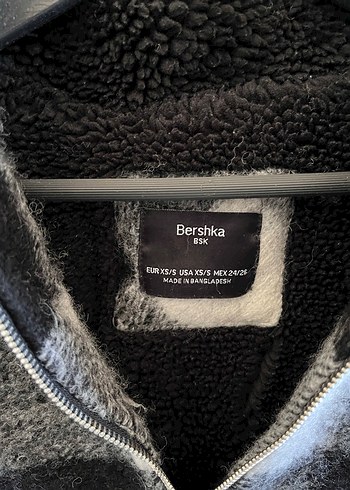 Bershka
BSK
EUR XS/S USA XS/S MEX 24/26
MADE IN BANGLADESH